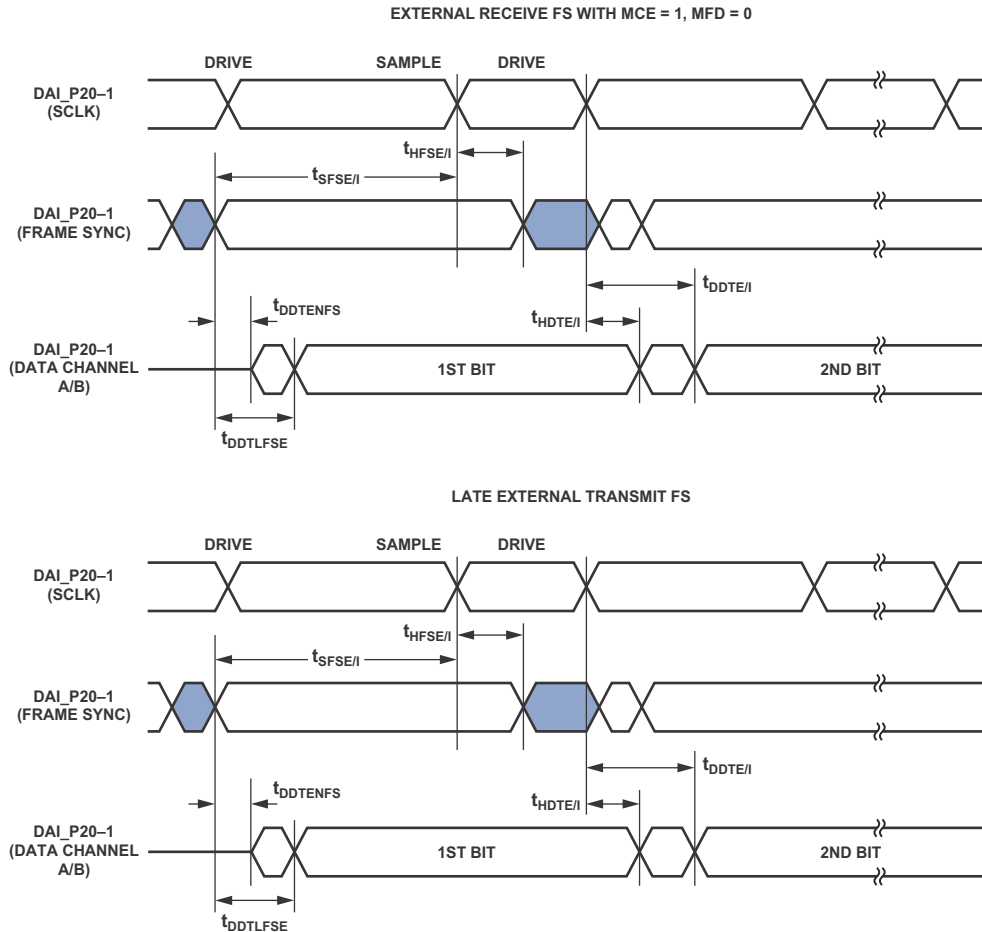 EXTERNAL RECEIVE FS WITH MCE = 1, MFD = 0
DRIVE SAMPLE DRIVE
DAI_P20–1
(SCLK)
tHFSE/I
tSFSE/I
DAI_P20–1
(FRAME SYNC)
tDDTE/I
tDDTENFS
tHDTE/I
DAI_P20–1
(DATA CHANNEL
A/B)
1ST BIT 2ND BIT
tDDTLFSE
LATE EXTERNAL TRANSMIT FS
DRIVE SAMPLE DRIVE
DAI_P20–1
(SCLK)
tHFSE/I
tSFSE/I
DAI_P20–1
(FRAME SYNC)
tDDTE/I
tDDTENFS
tHDTE/I
DAI_P20–1
(DATA CHANNEL
A/B)
1ST BIT 2ND BIT
tDDTLFSE